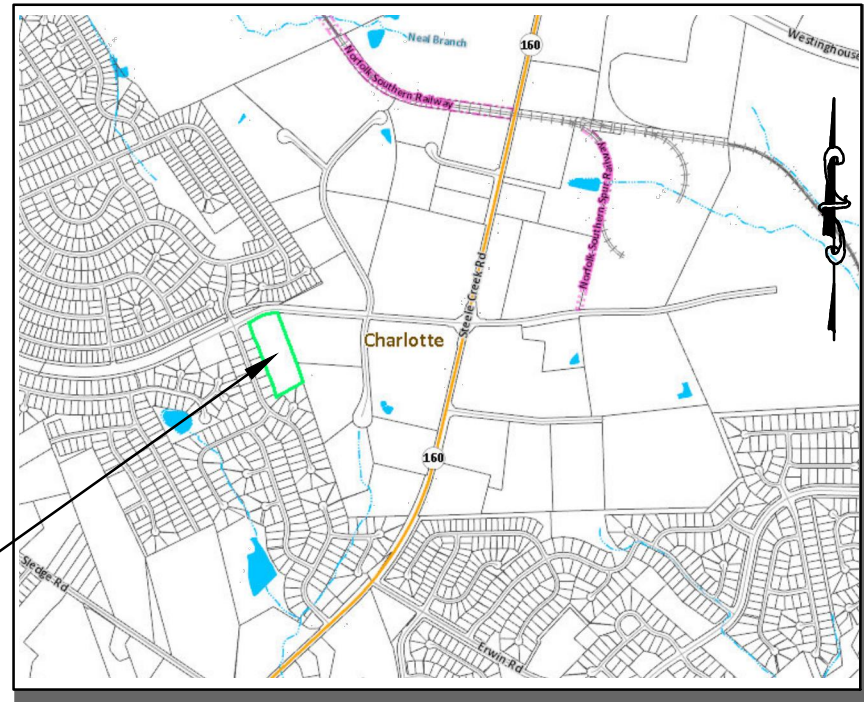 Neal Branch
160
Westinghouse
Norfolk Southern Railway
Norfolk Southern Spur Railway
Steele Creek Rd
Charlotte
160
Sledge Rd
Erwin Rd